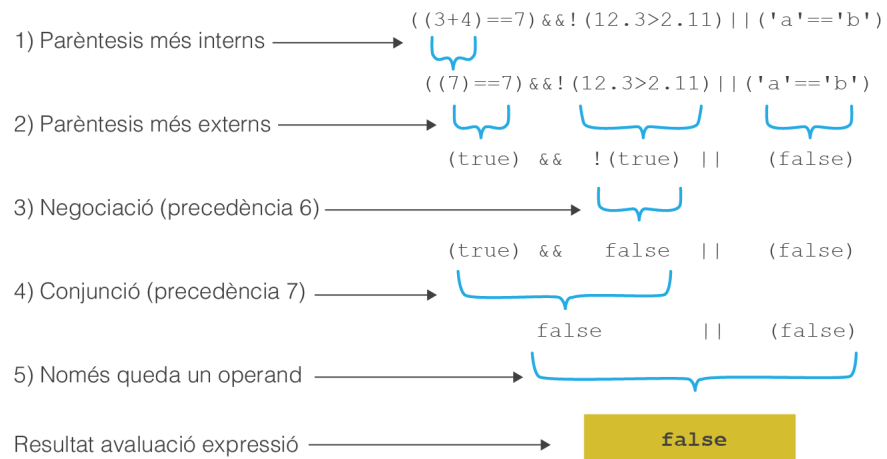 ((3+4)==7)&&!(12.3>2.11)||('a'=='b')
1) Parèntesis més interns
((7)==7)&&!(12.3>2.11)||('a'=='b')
2) Parèntesis més externs
(true) && !(true) || (false)
3) Negociació (precedència 6)
(true) && false || (false)
4) Conjunció (precedència 7)
false || (false)
5) Només queda un operand
Resultat avaluació expressió false